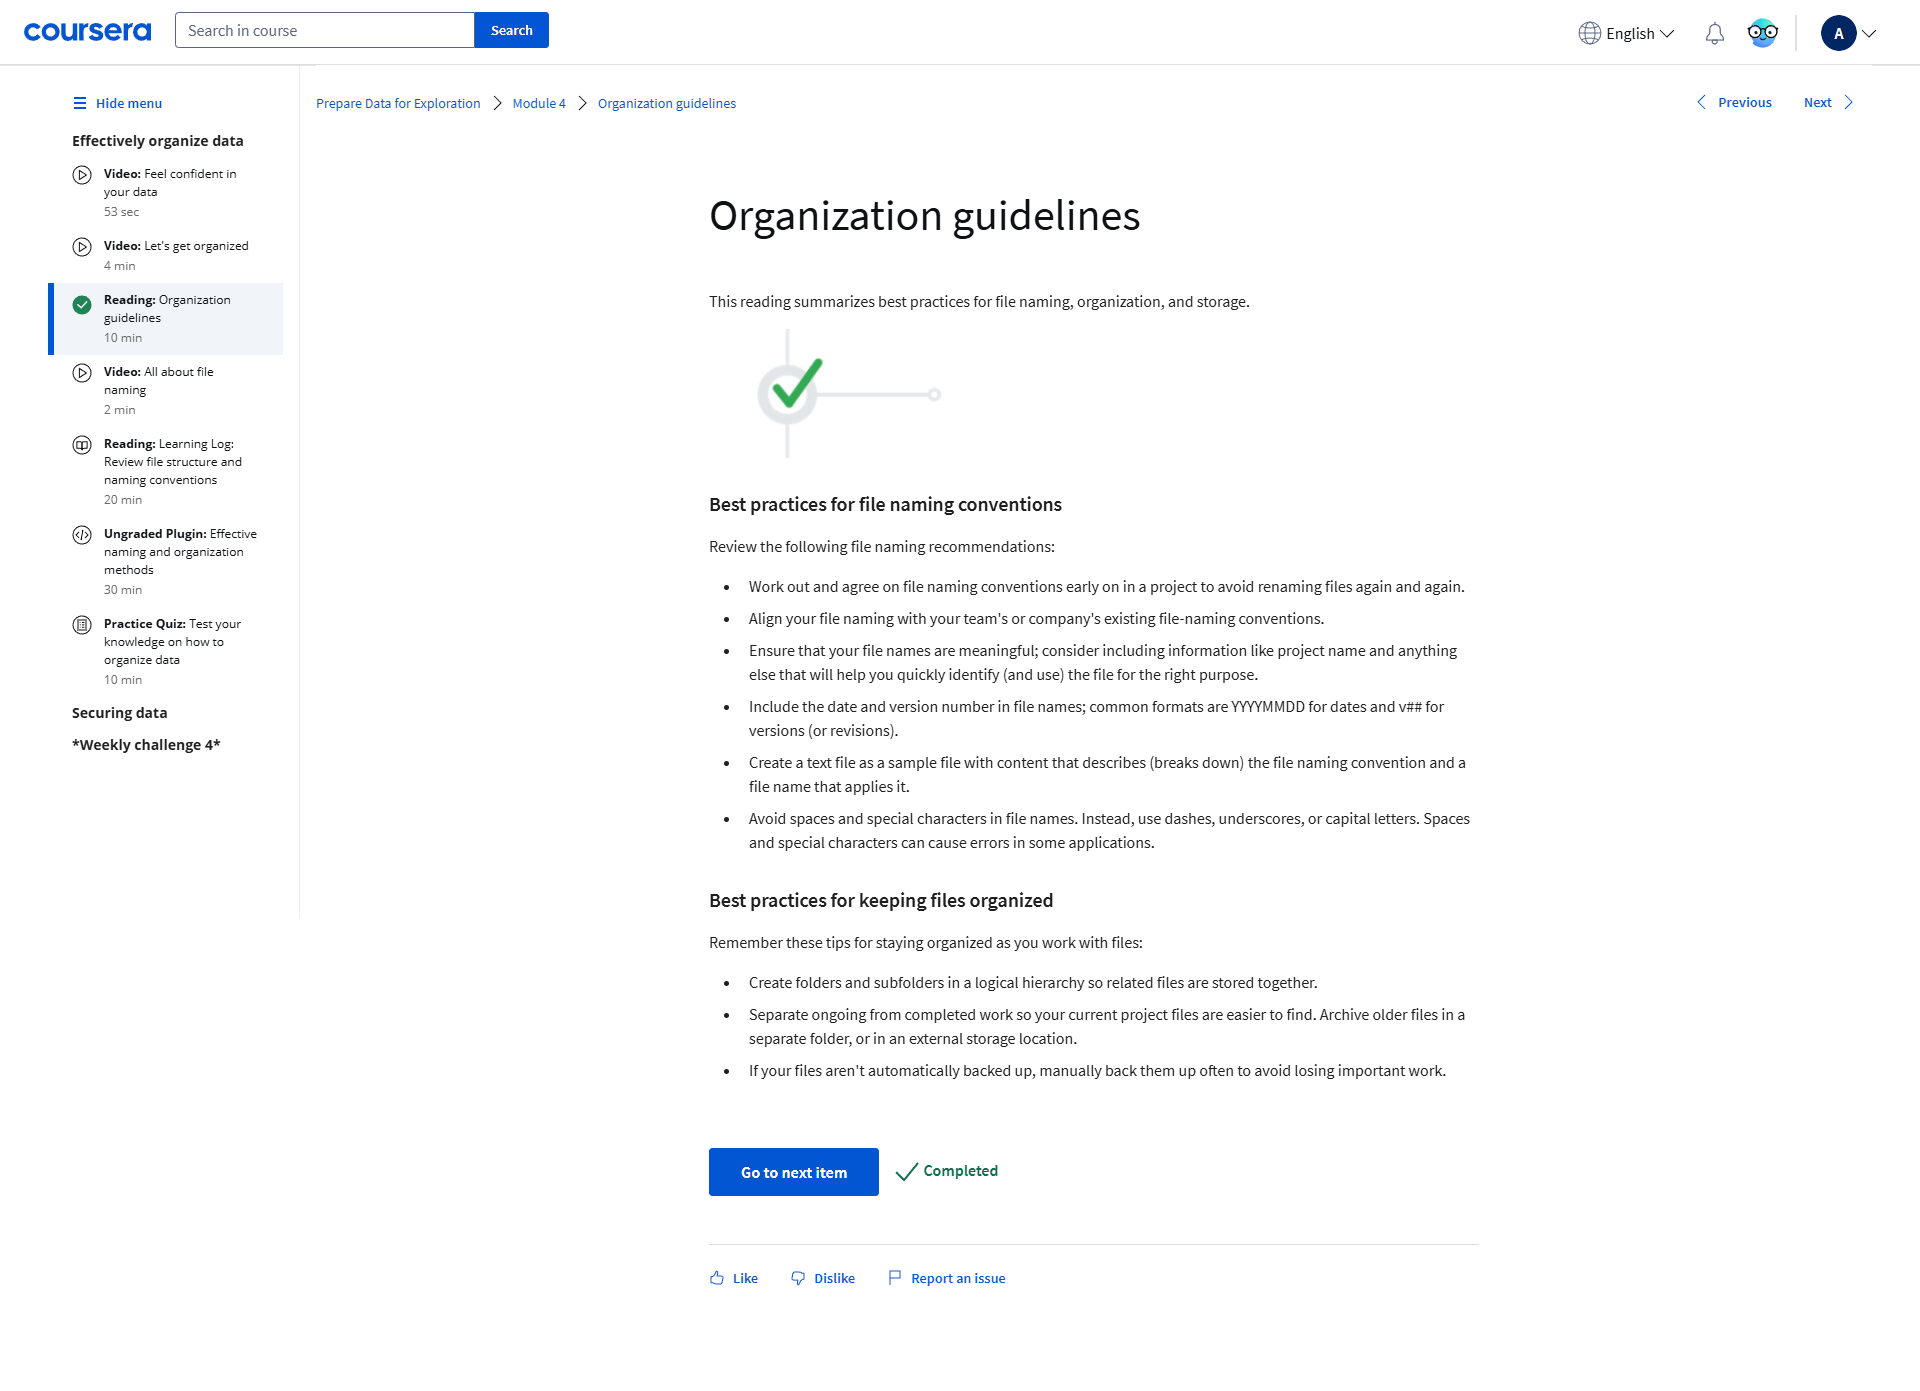 coursera
Search in course
Search
English
A
Hide menu
Effectively organize data
Video: Feel confident in
your data
53 sec
Video: Let's get organized
4 min
Reading: Organization
guidelines
10 min
Video: All about file
naming
2 min
Reading: Learning Log:
Review file structure and
naming conventions
20 min
Ungraded Plugin: Effective
naming and organization
methods
30 min
Practice Quiz: Test your
knowledge on how to
organize data
10 min
Securing data
*Weekly challenge 4*
Prepare Data for Exploration
Module 4
Organization guidelines
Previous
Next
Organization guidelines
This reading summarizes best practices for file naming, organization, and storage.
Best practices for file naming conventions
Review the following file naming recommendations:
• Work out and agree on file naming conventions early on in a project to avoid renaming files again and again.
• Align your file naming with your team's or company's existing file-naming conventions.
• Ensure that your file names are meaningful; consider including information like project name and anything
else that will help you quickly identify (and use) the file for the right purpose.
• Include the date and version number in file names; common formats are YYYYMMDD for dates and v## for
versions (or revisions).
• Create a text file as a sample file with content that describes (breaks down) the file naming convention and a
file name that applies it.
• Avoid spaces and special characters in file names. Instead, use dashes, underscores, or capital letters. Spaces
and special characters can cause errors in some applications.
Best practices for keeping files organized
Remember these tips for staying organized as you work with files:
• Create folders and subfolders in a logical hierarchy so related files are stored together.
• Separate ongoing from completed work so your current project files are easier to find. Archive older files in a
separate folder, or in an external storage location.
• If your files aren't automatically backed up, manually back them up often to avoid losing important work.
Go to next item
Completed
Like
Dislike
Report an issue